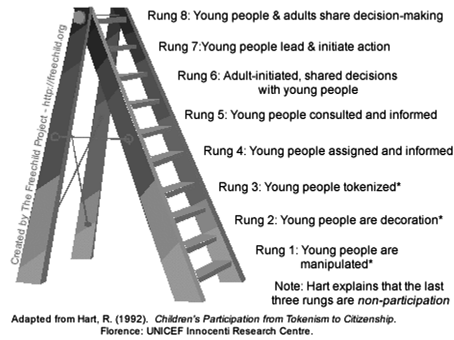 Rung 8: Young people & adults share decision-making
Rung 7:Young people lead & initiate action
Rung 6: Adult-initiated, shared decisions
with young people
Rung 5: Young people consulted and informed
Rung 4: Young people assigned and informed
Rung 3: Young people tokenized*
Rung 2: Young people are decoration*
Rung 1: Young people are
manipulated*
Note: Hart explains that the last
three rungs are non-participation
Created by The Freechild Project - http://freechild.org
Adapted from Hart, R. (1992). Children's Participation from Tokenism to Citizenship.
Florence: UNICEF Innocenti Research Centre.